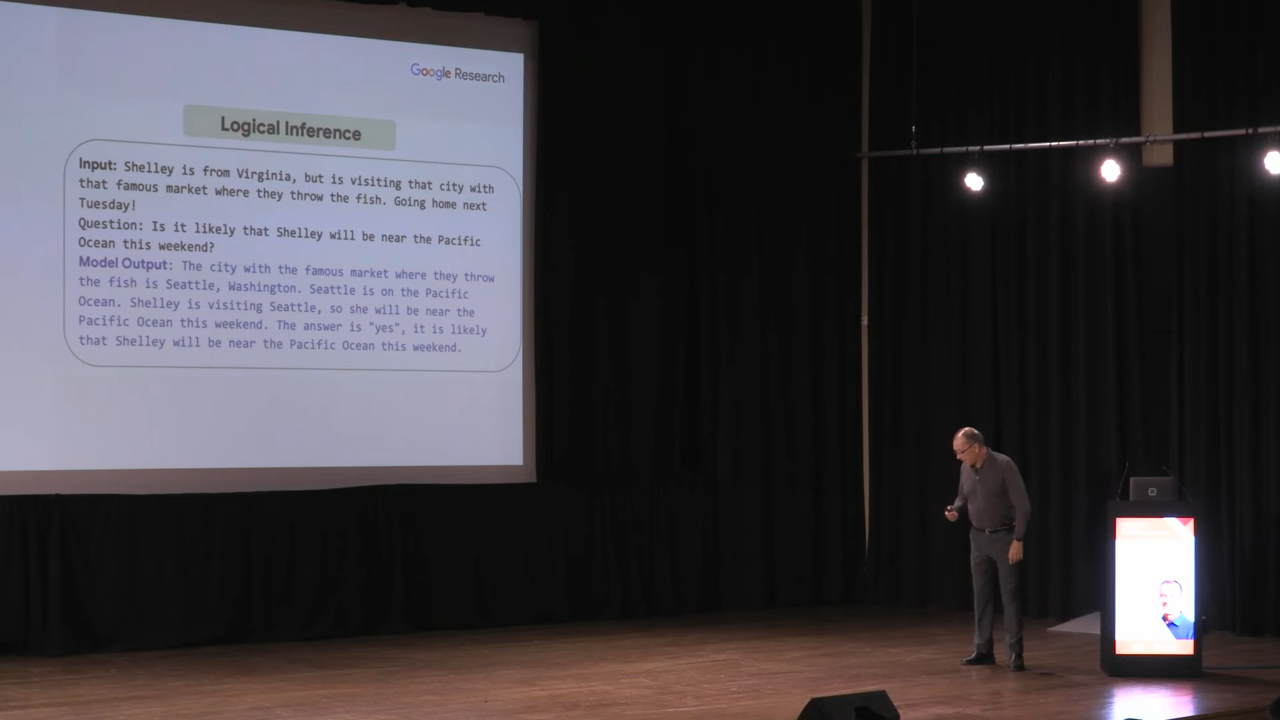 Google Research
Logical Inference
Input: Shelley is from Virginia, but is visiting that city with
that famous market where they throw the fish. Going home next
Tuesday!
Question: Is it likely that Shelley will be near the Pacific
Ocean this weekend?
Model Output: The city with the famous market where they throw
the fish is Seattle, Washington. Seattle is on the Pacific
Ocean. Shelley is visiting Seattle, so she will be near the
Pacific Ocean this weekend. The answer is "yes", it is likely
that Shelley will be near the Pacific Ocean this weekend.